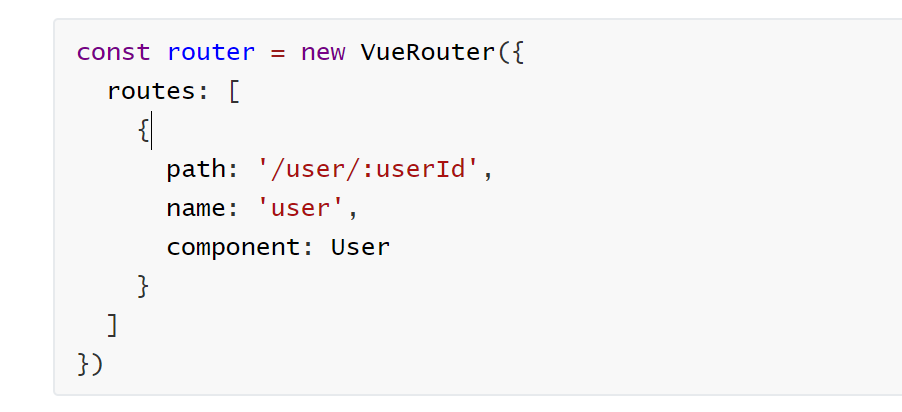 const router = new VueRouter({
  routes: [
    {
      path: '/user/:userId',
      name: 'user',
      component: User
    }
  ]
})